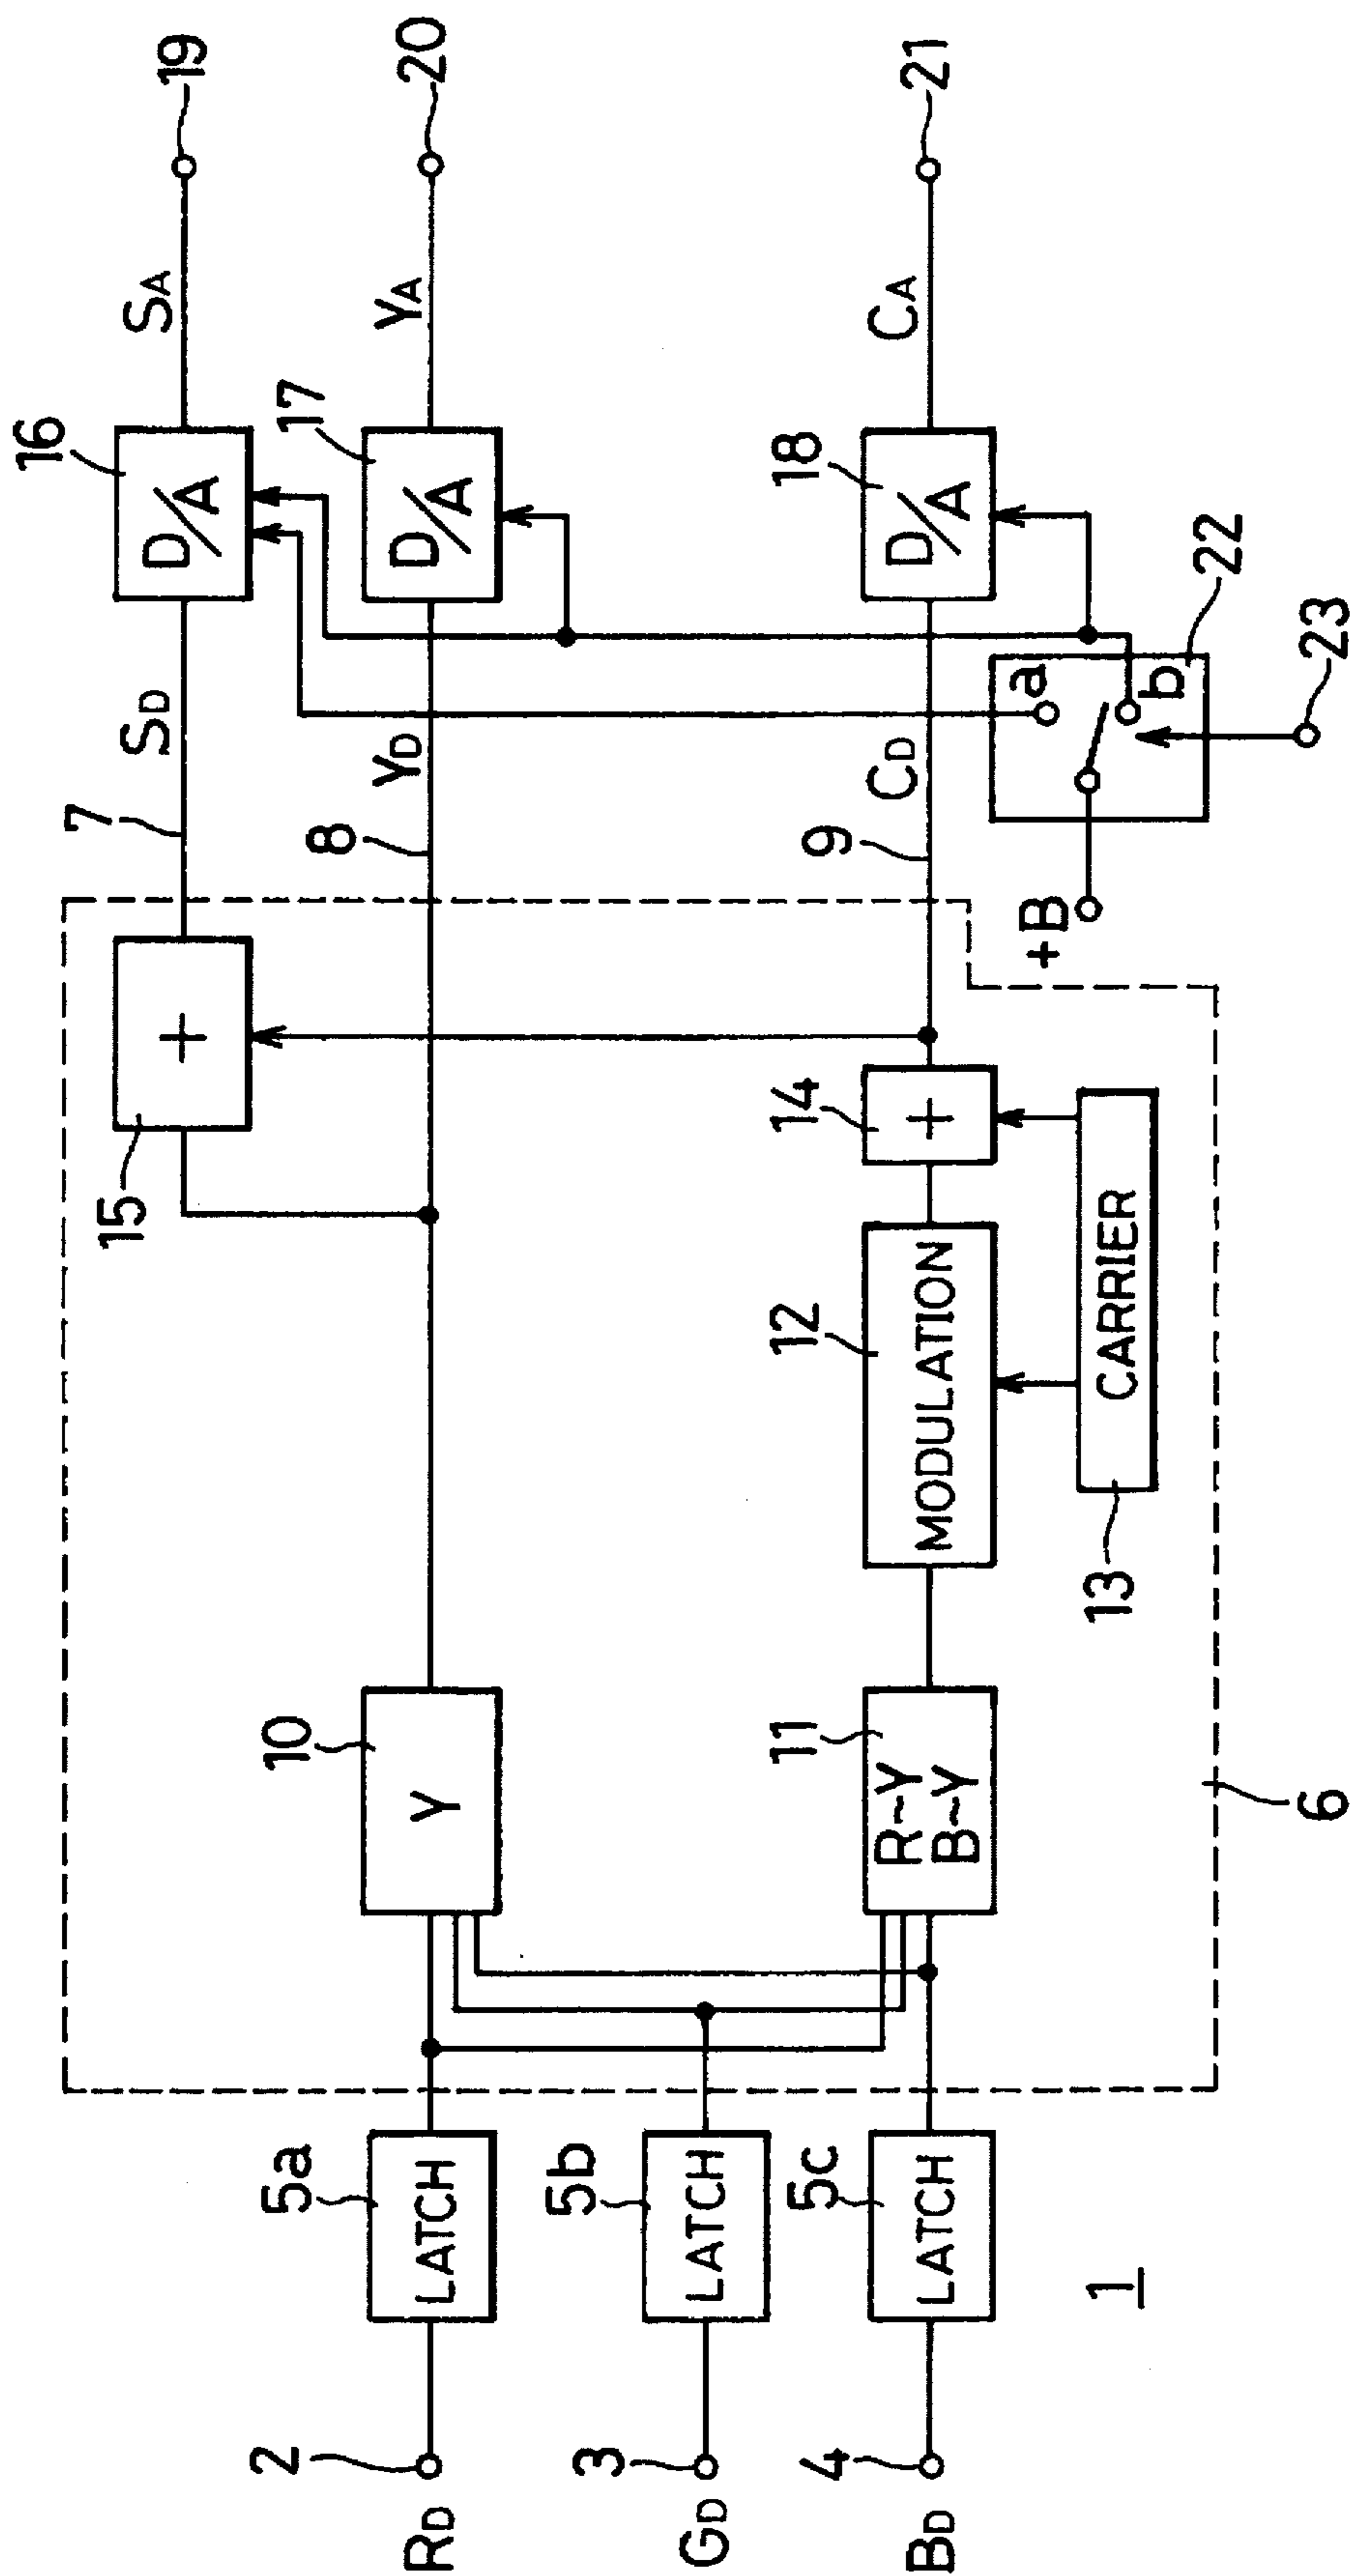 RD
2
5a
LATCH
GD
3
5b
LATCH
BD
4
5c
LATCH
1
10
Y
11
R~Y
B~Y
12
MODULATION
13
CARRIER
14
+
15
+
6
7
SD
8
YD
9
CD
16
D/A
17
D/A
18
D/A
+B
a
b
22
23
SA
19
YA
20
CA
21